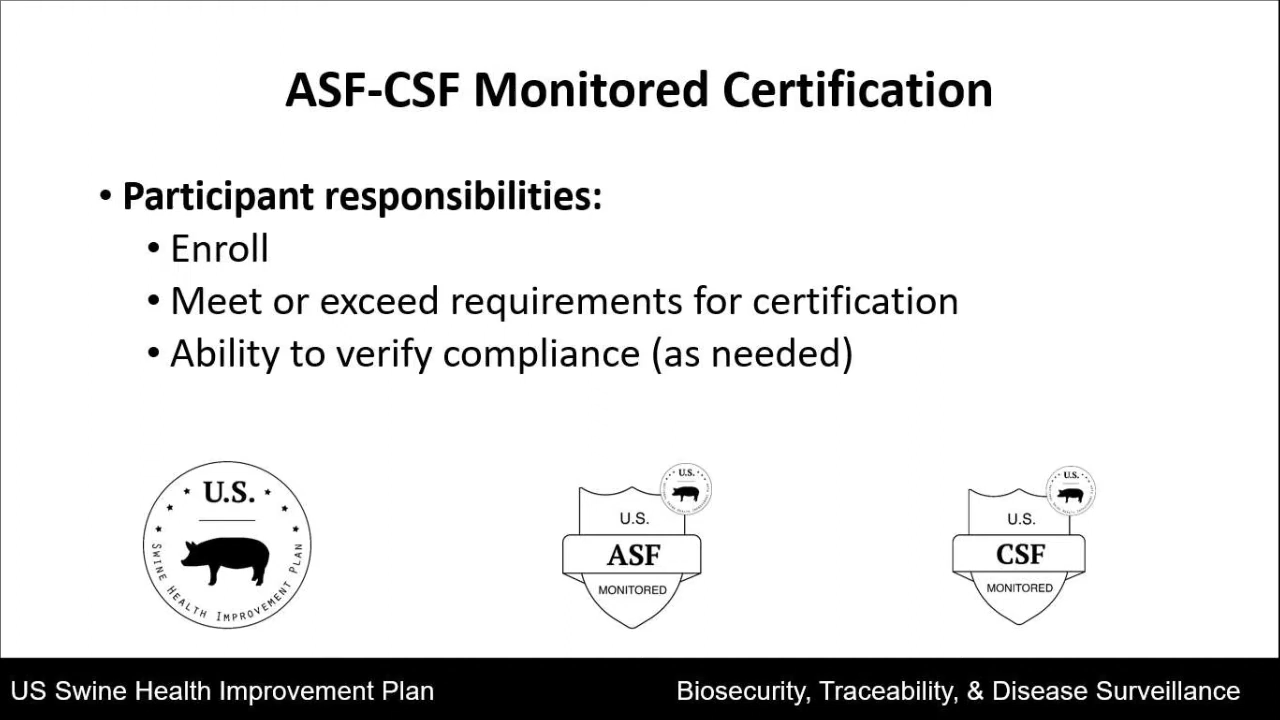 ASF-CSF Monitored Certification
• Participant responsibilities:
• Enroll
• Meet or exceed requirements for certification
• Ability to verify compliance (as needed)
U.S.
SWINE HEALTH IMPROVEMENT PLAN
U.S.
U.S.
ASF
MONITORED
U.S.
U.S.
CSF
MONITORED
US Swine Health Improvement Plan
Biosecurity, Traceability, & Disease Surveillance